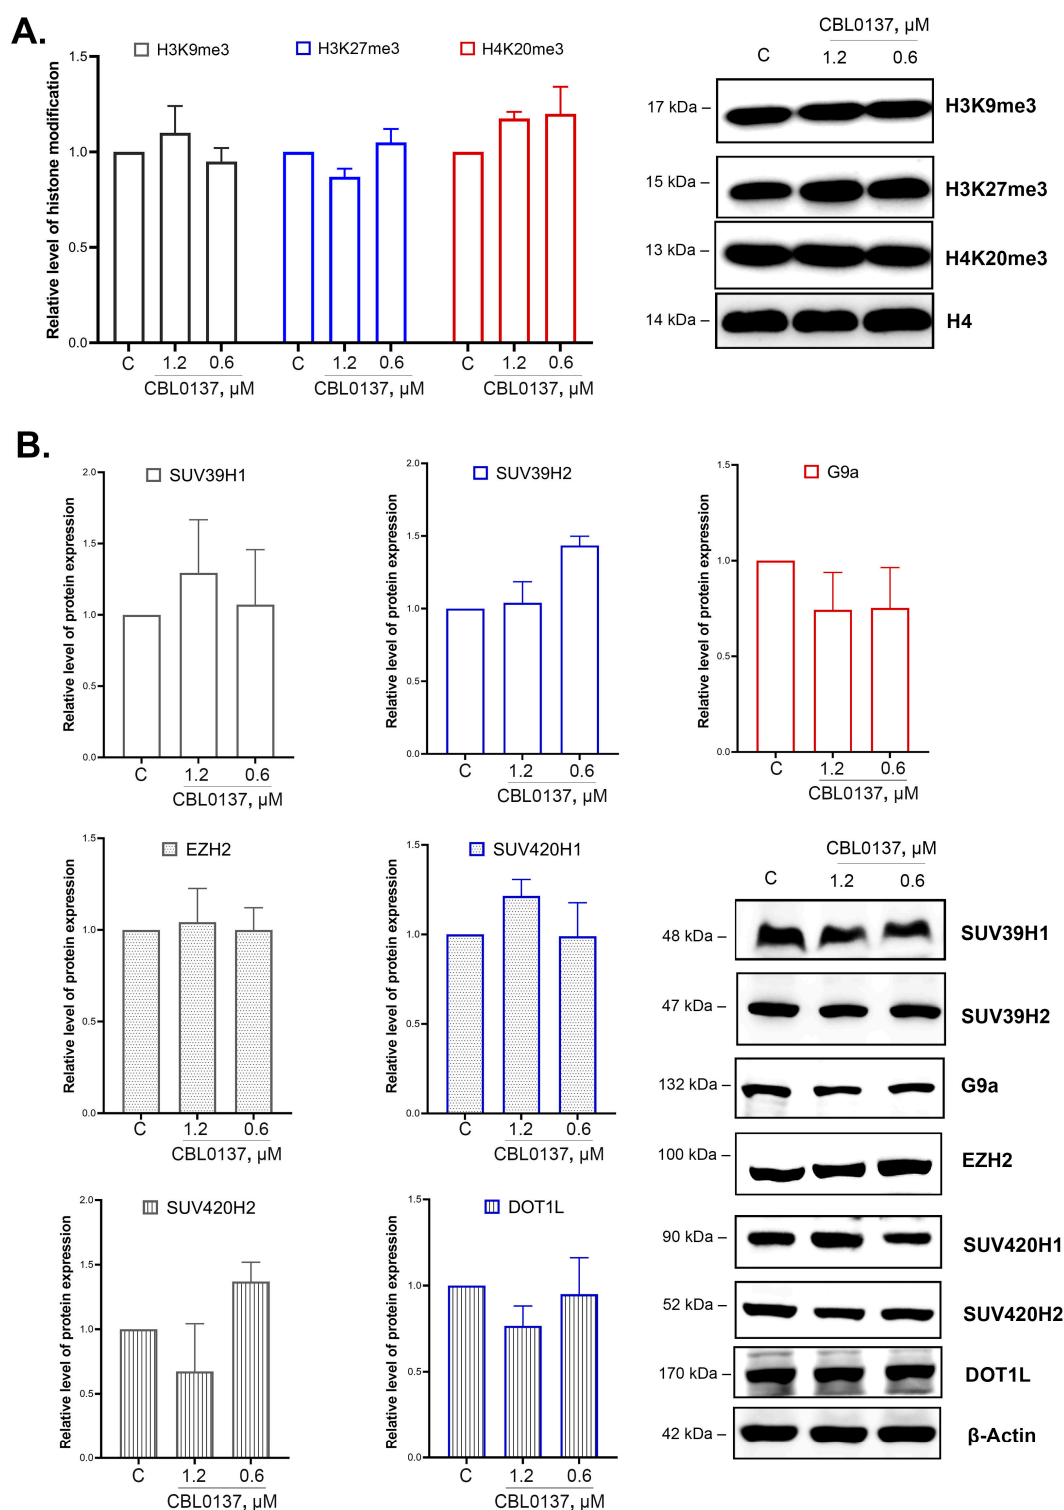 A.
H3K9me3
H3K27me3
H4K20me3
Relative level of histone modification
1.5
1.0
0.5
0.0
C 1.2 0.6 C 1.2 0.6 C 1.2 0.6
CBL0137, µM CBL0137, µM CBL0137, µM
CBL0137, µM
C 1.2 0.6
17 kDa – H3K9me3
15 kDa – H3K27me3
13 kDa – H4K20me3
14 kDa – H4
B.
SUV39H1
Relative level of protein expression
2.0
1.5
1.0
0.5
0.0
C 1.2 0.6
CBL0137, µM
SUV39H2
Relative level of protein expression
2.0
1.5
1.0
0.5
0.0
C 1.2 0.6
CBL0137, µM
G9a
Relative level of protein expression
1.5
1.0
0.5
0.0
C 1.2 0.6
CBL0137, µM
EZH2
Relative level of protein expression
1.5
1.0
0.5
0.0
C 1.2 0.6
CBL0137, µM
SUV420H1
Relative level of protein expression
1.5
1.0
0.5
0.0
C 1.2 0.6
CBL0137, µM
SUV420H2
Relative level of protein expression
2.0
1.5
1.0
0.5
0.0
C 1.2 0.6
CBL0137, µM
DOT1L
Relative level of protein expression
1.5
1.0
0.5
0.0
C 1.2 0.6
CBL0137, µM
CBL0137, µM
C 1.2 0.6
48 kDa – SUV39H1
47 kDa – SUV39H2
132 kDa – G9a
100 kDa – EZH2
90 kDa – SUV420H1
52 kDa – SUV420H2
170 kDa – DOT1L
42 kDa – β-Actin